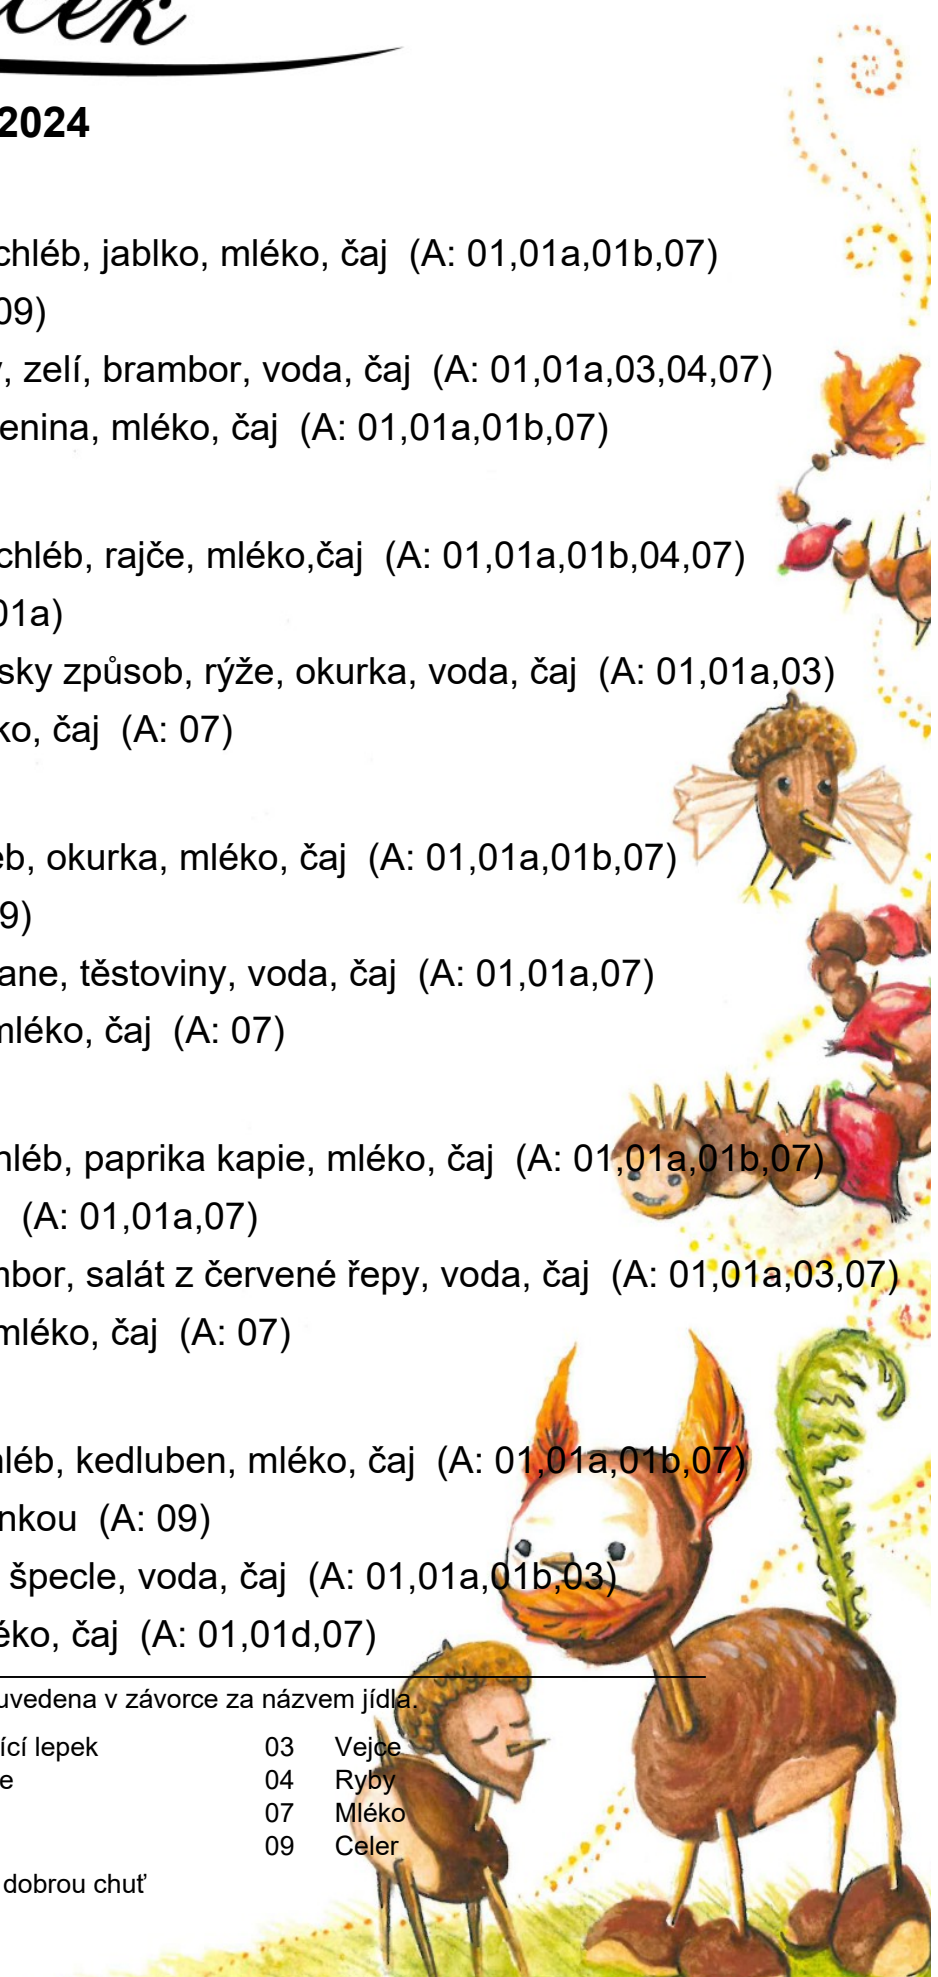 2024
chléb, jablko, mléko, čaj (A: 01,01a,01b,07)
09)
, zelí, brambor, voda, čaj (A: 01,01a,03,04,07)
enina, mléko, čaj (A: 01,01a,01b,07)
chléb, rajče, mléko,čaj (A: 01,01a,01b,04,07)
01a)
sky způsob, rýže, okurka, voda, čaj (A: 01,01a,03)
ko, čaj (A: 07)
eb, okurka, mléko, čaj (A: 01,01a,01b,07)
9)
ane, těstoviny, voda, čaj (A: 01,01a,07)
mléko, čaj (A: 07)
hléb, paprika kapie, mléko, čaj (A: 01,01a,01b,07)
(A: 01,01a,07)
mbor, salát z červené řepy, voda, čaj (A: 01,01a,03,07)
mléko, čaj (A: 07)
hléb, kedluben, mléko, čaj (A: 01,01a,01b,07)
nkou (A: 09)
špecle, voda, čaj (A: 01,01a,01b,03)
éko, čaj (A: 01,01d,07)
uvedena v závorce za názvem jídla.
ící lepek 03 Vejce
e 04 Ryby
07 Mléko
09 Celer
dobrou chuť